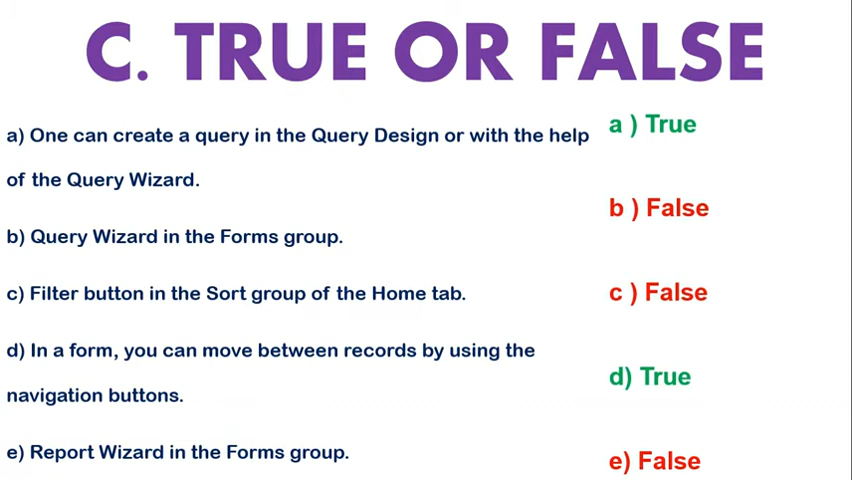 C. TRUE OR FALSE
a) One can create a query in the Query Design or with the help
of the Query Wizard.
b) Query Wizard in the Forms group.
c) Filter button in the Sort group of the Home tab.
d) In a form, you can move between records by using the
navigation buttons.
e) Report Wizard in the Forms group.
a ) True
b ) False
c ) False
d) True
e) False